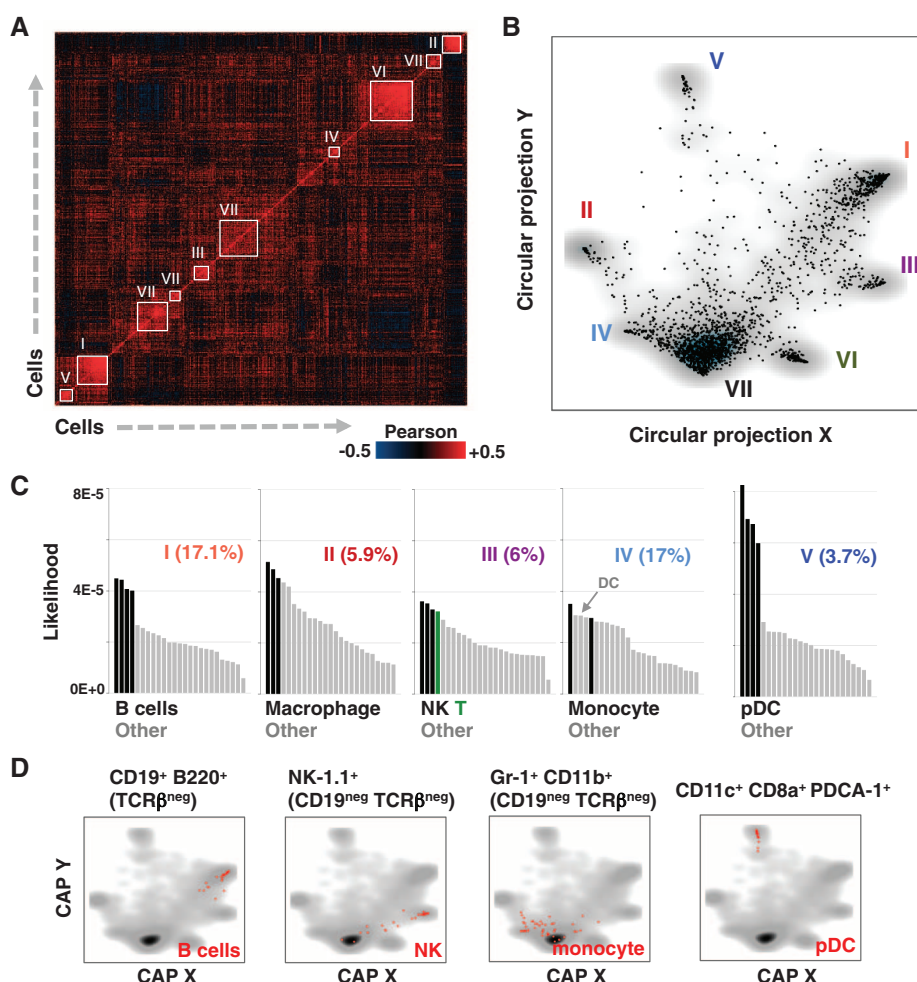 A
II
VII
VI
IV
VII
III
VII
VII
I
V
Cells
Cells
Pearson
-0.5
+0.5
B
V
I
II
III
IV
VI
VII
Circular projection Y
Circular projection X
C
8E-5
4E-5
0E+0
Likelihood
I (17.1%)
B cells
Other
II (5.9%)
Macrophage
Other
III (6%)
NK T
Other
IV (17%)
DC
Monocyte
Other
V (3.7%)
pDC
Other
D
CD19⁺ B220⁺
(TCRβⁿᵉᵍ)
NK-1.1⁺
(CD19ⁿᵉᵍ TCRβⁿᵉᵍ)
Gr-1⁺ CD11b⁺
(CD19ⁿᵉᵍ TCRβⁿᵉᵍ)
CD11c⁺ CD8a⁺ PDCA-1⁺
CAP Y
B cells
NK
monocyte
pDC
CAP X
CAP X
CAP X
CAP X